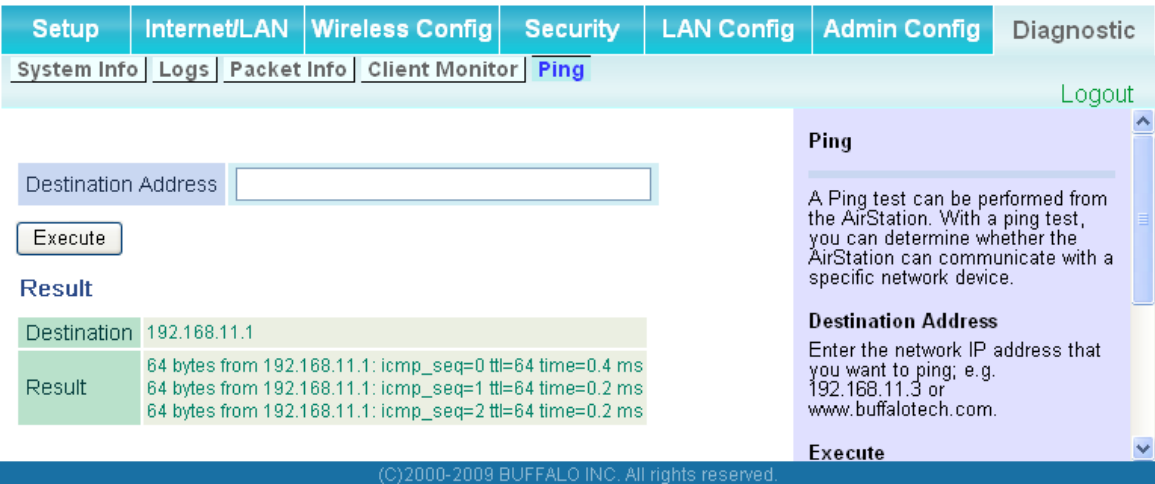 Setup
Internet/LAN
Wireless Config
Security
LAN Config
Admin Config
Diagnostic
System Info
Logs
Packet Info
Client Monitor
Ping
Logout
Destination Address
Execute
Result
Destination 192.168.11.1
Result
64 bytes from 192.168.11.1: icmp_seq=0 ttl=64 time=0.4 ms
64 bytes from 192.168.11.1: icmp_seq=1 ttl=64 time=0.2 ms
64 bytes from 192.168.11.1: icmp_seq=2 ttl=64 time=0.2 ms
Ping
A Ping test can be performed from
the AirStation. With a ping test,
you can determine whether the
AirStation can communicate with a
specific network device.
Destination Address
Enter the network IP address that
you want to ping; e.g.
192.168.11.3 or
www.buffalotech.com.
Execute
(C)2000-2009 BUFFALO INC. All rights reserved.